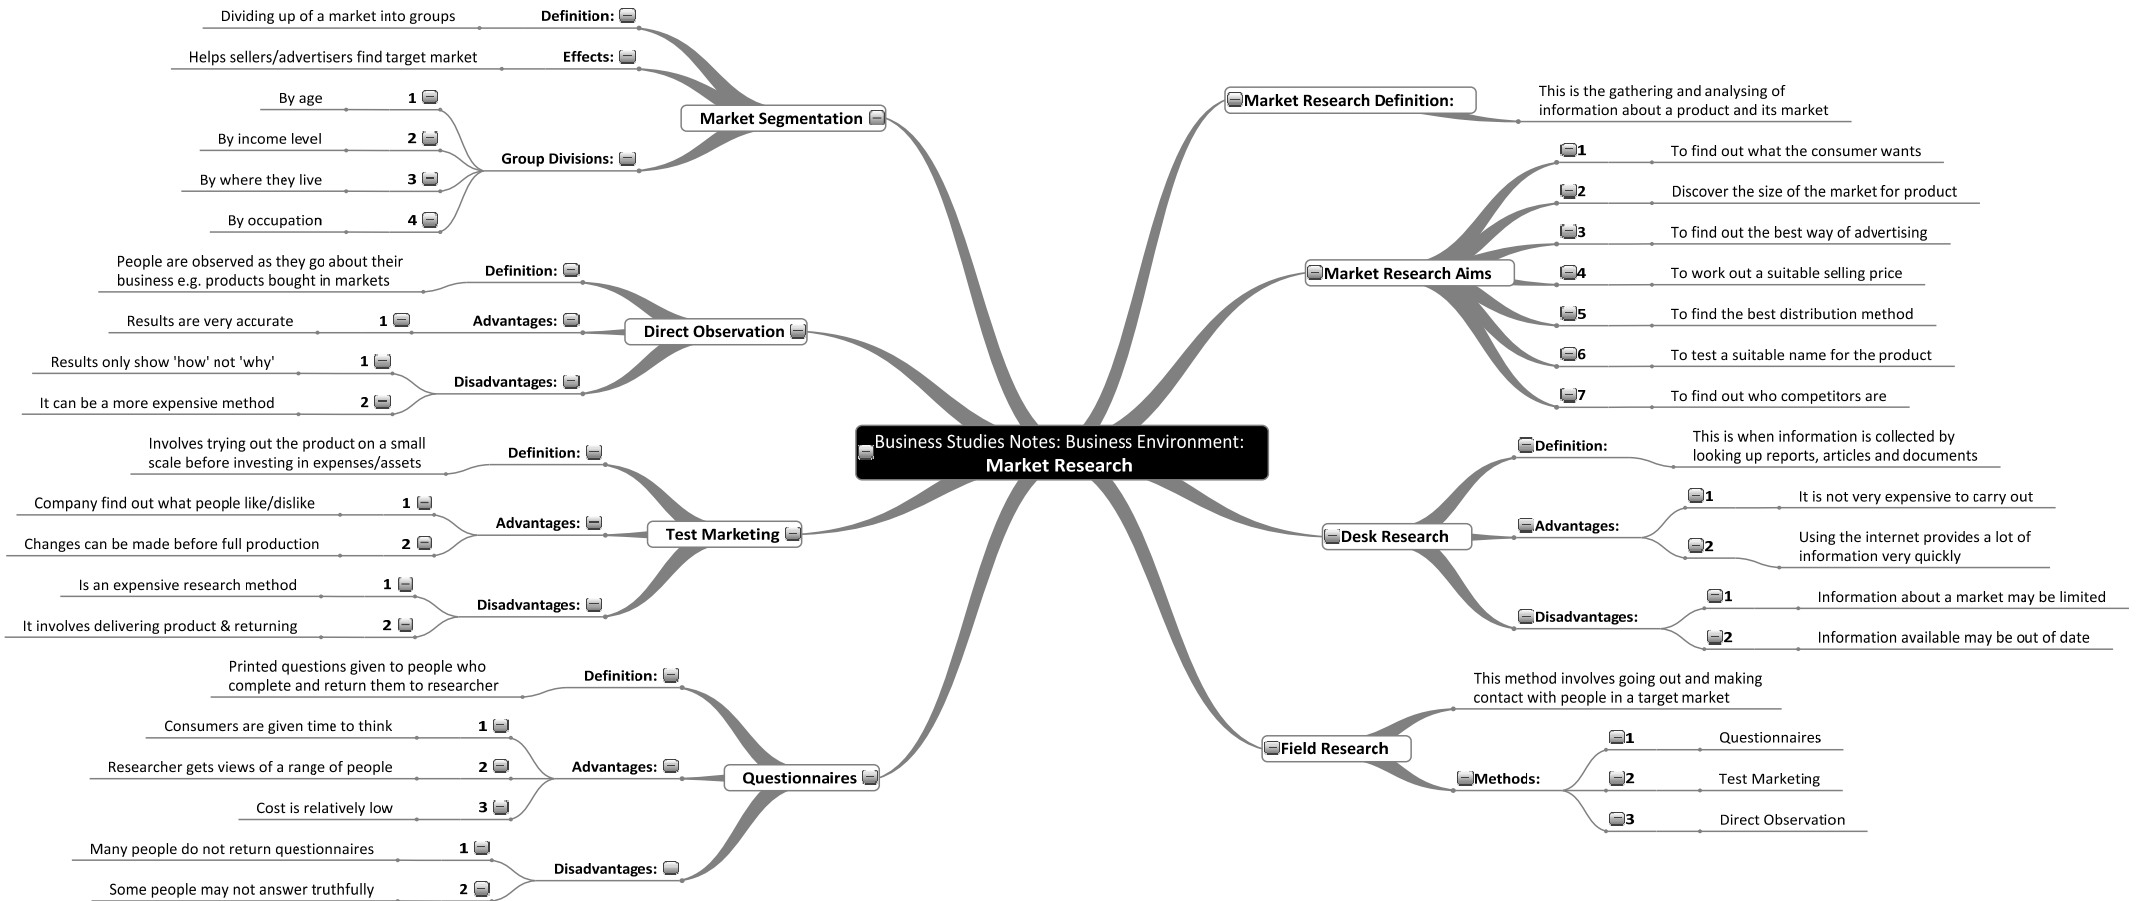 Business Studies Notes: Business Environment:
Market Research
Market Research Definition:
This is the gathering and analysing of
information about a product and its market
Market Research Aims
1 To find out what the consumer wants
2 Discover the size of the market for product
3 To find out the best way of advertising
4 To work out a suitable selling price
5 To find the best distribution method
6 To test a suitable name for the product
7 To find out who competitors are
Desk Research
Definition:
This is when information is collected by
looking up reports, articles and documents
Advantages:
1 It is not very expensive to carry out
2 Using the internet provides a lot of
information very quickly
Disadvantages:
1 Information about a market may be limited
2 Information available may be out of date
Field Research
This method involves going out and making
contact with people in a target market
Methods:
1 Questionnaires
2 Test Marketing
3 Direct Observation
Market Segmentation
Definition:
Dividing up of a market into groups
Effects:
Helps sellers/advertisers find target market
Group Divisions:
1 By age
2 By income level
3 By where they live
4 By occupation
Direct Observation
Definition:
People are observed as they go about their
business e.g. products bought in markets
Advantages:
1 Results are very accurate
Disadvantages:
1 Results only show 'how' not 'why'
2 It can be a more expensive method
Test Marketing
Definition:
Involves trying out the product on a small
scale before investing in expenses/assets
Advantages:
1 Company find out what people like/dislike
2 Changes can be made before full production
Disadvantages:
1 Is an expensive research method
2 It involves delivering product & returning
Questionnaires
Definition:
Printed questions given to people who
complete and return them to researcher
Advantages:
1 Consumers are given time to think
2 Researcher gets views of a range of people
3 Cost is relatively low
Disadvantages:
1 Many people do not return questionnaires
2 Some people may not answer truthfully